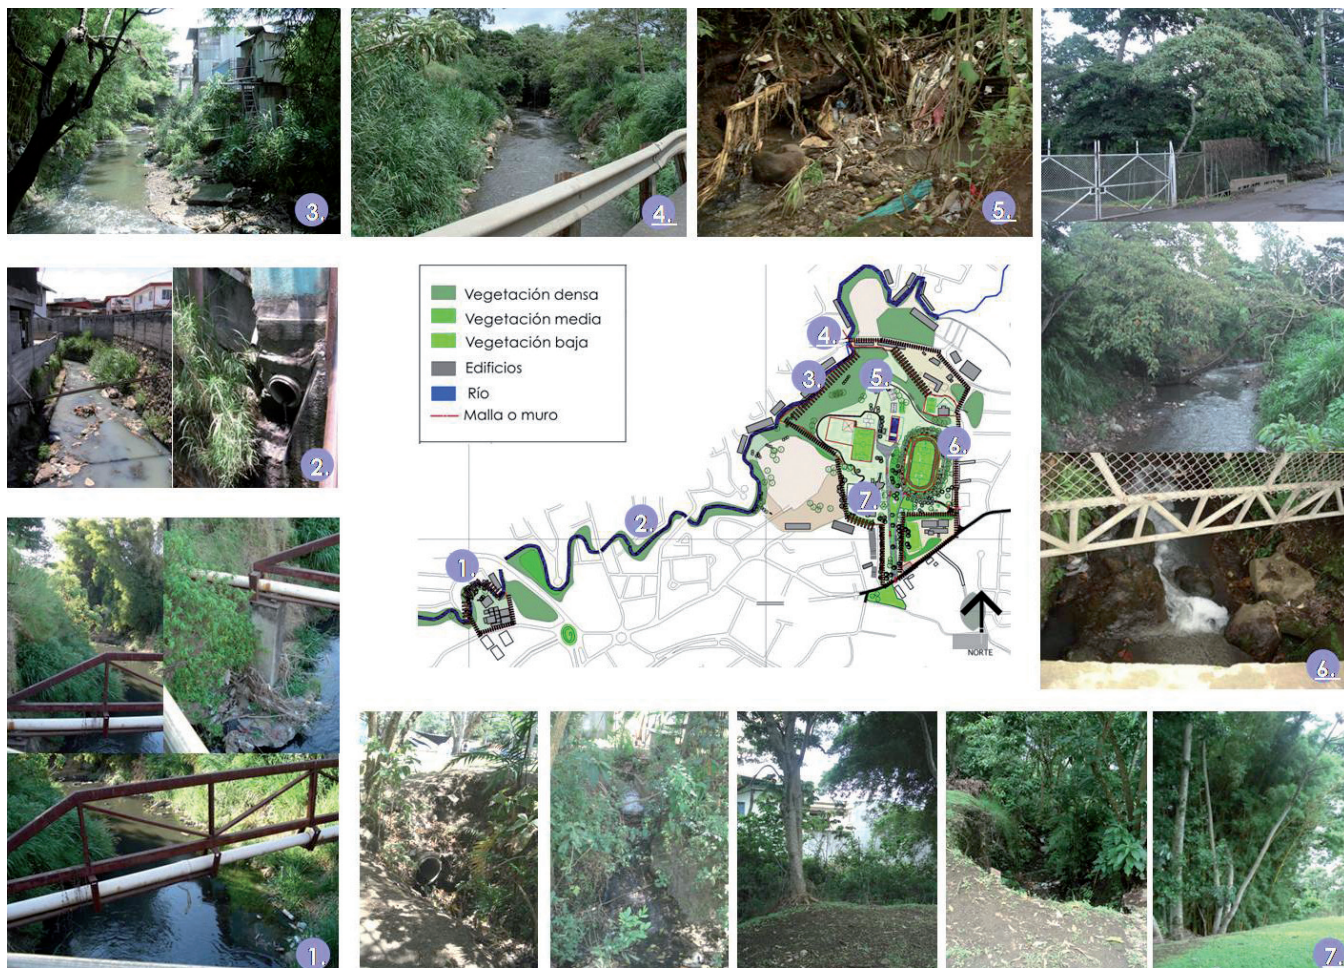 3.
4.
5.
Vegetación densa
Vegetación media
Vegetación baja
Edificios
Río
Malla o muro
4.
3.
5.
2.
6.
7.
2.
1.
NORTE
6.
1.
7.